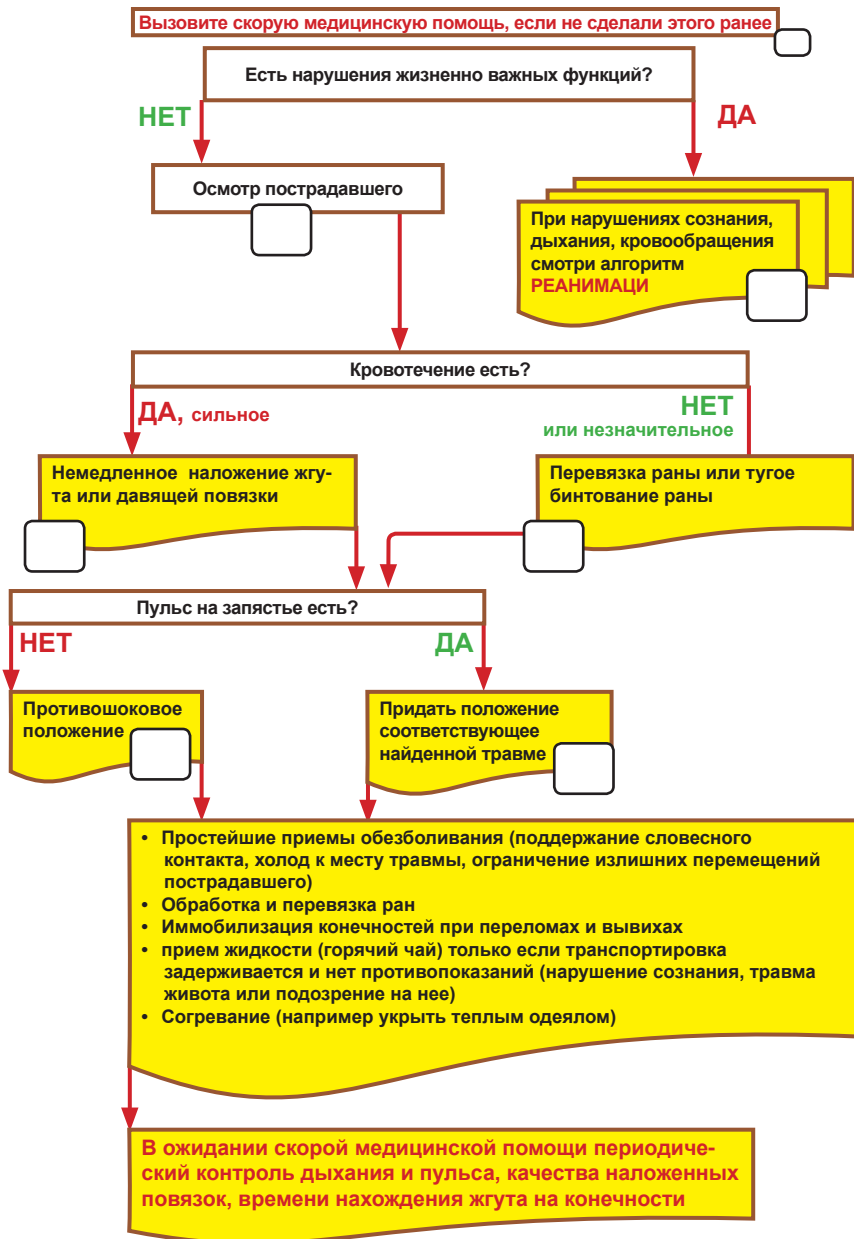 Вызовите скорую медицинскую помощь, если не сделали этого ранее
Есть нарушения жизненно важных функций?
НЕТ
ДА
Осмотр пострадавшего
При нарушениях сознания,
дыхания, кровообращения
смотри алгоритм
РЕАНИМАЦИ
Кровотечение есть?
ДА, сильное
НЕТ
или незначительное
Немедленное наложение жгу-
та или давящей повязки
Перевязка раны или тугое
бинтование раны
Пульс на запястье есть?
НЕТ
ДА
Противошоковое
положение
Придать положение
соответствующее
найденной травме
• Простейшие приемы обезболивания (поддержание словесного
контакта, холод к месту травмы, ограничение излишних перемещений
пострадавшего)
• Обработка и перевязка ран
• Иммобилизация конечностей при переломах и вывихах
• прием жидкости (горячий чай) только если транспортировка
задерживается и нет противопоказаний (нарушение сознания, травма
живота или подозрение на нее)
• Согревание (например укрыть теплым одеялом)
В ожидании скорой медицинской помощи периодиче-
ский контроль дыхания и пульса, качества наложенных
повязок, времени нахождения жгута на конечности